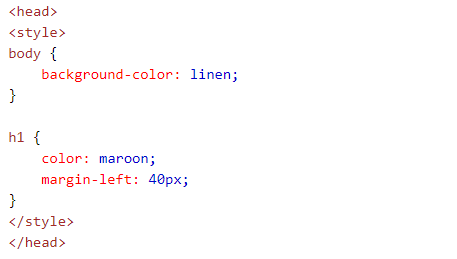 <head>
<style>
body {
    background-color: linen;
}

h1 {
    color: maroon;
    margin-left: 40px;
}
</style>
</head>